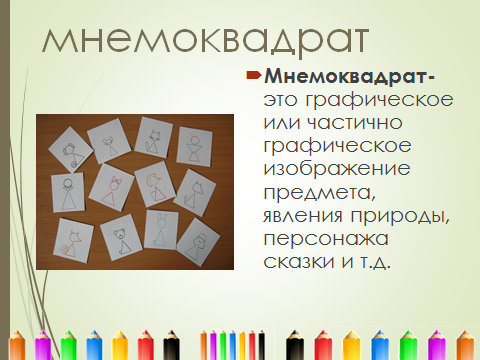 мнемоквадрат
Мнемоквадрат-
это графическое
или частично
графическое
изображение
предмета,
явления природы,
персонажа
сказки и т.д.